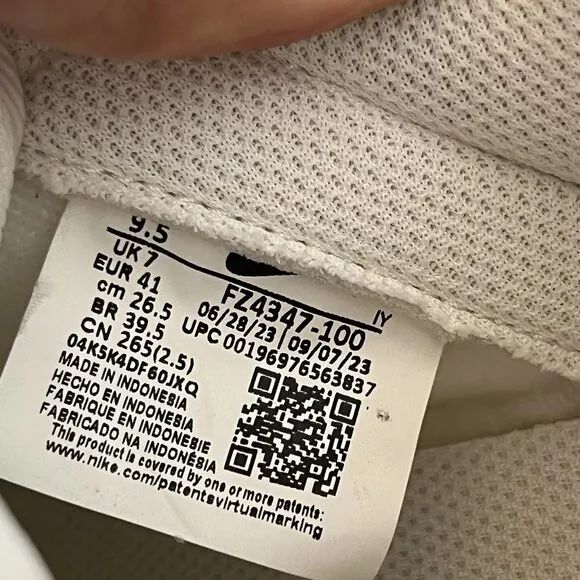 9.5
UK 7
EUR 41
cm 26.5
BR 39.5
CN 265(2.5)
04K5K4DF60JXQ
IY
FZ4347-100
06/28/23 | 09/07/23
UPC 00196976563837
MADE IN INDONESIA
HECHO EN INDONESIA
FABRIQUE EN INDONESIE
FABRICADO NA INDONÉSIA
This product is covered by one or more patents:
www.nike.com/patentsvirtualmarking